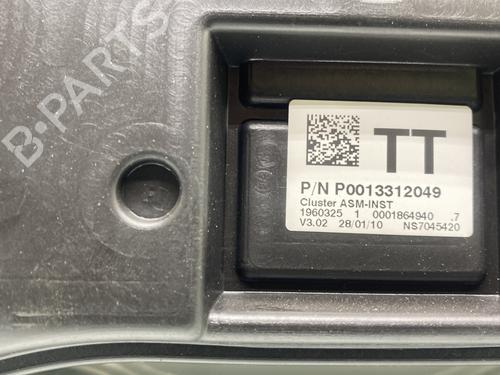 B-PARTS
TT
P/N P0013312049
Cluster ASM-INST
1960325 1 0001864940 .7
V3.02 28/01/10 NS7045420